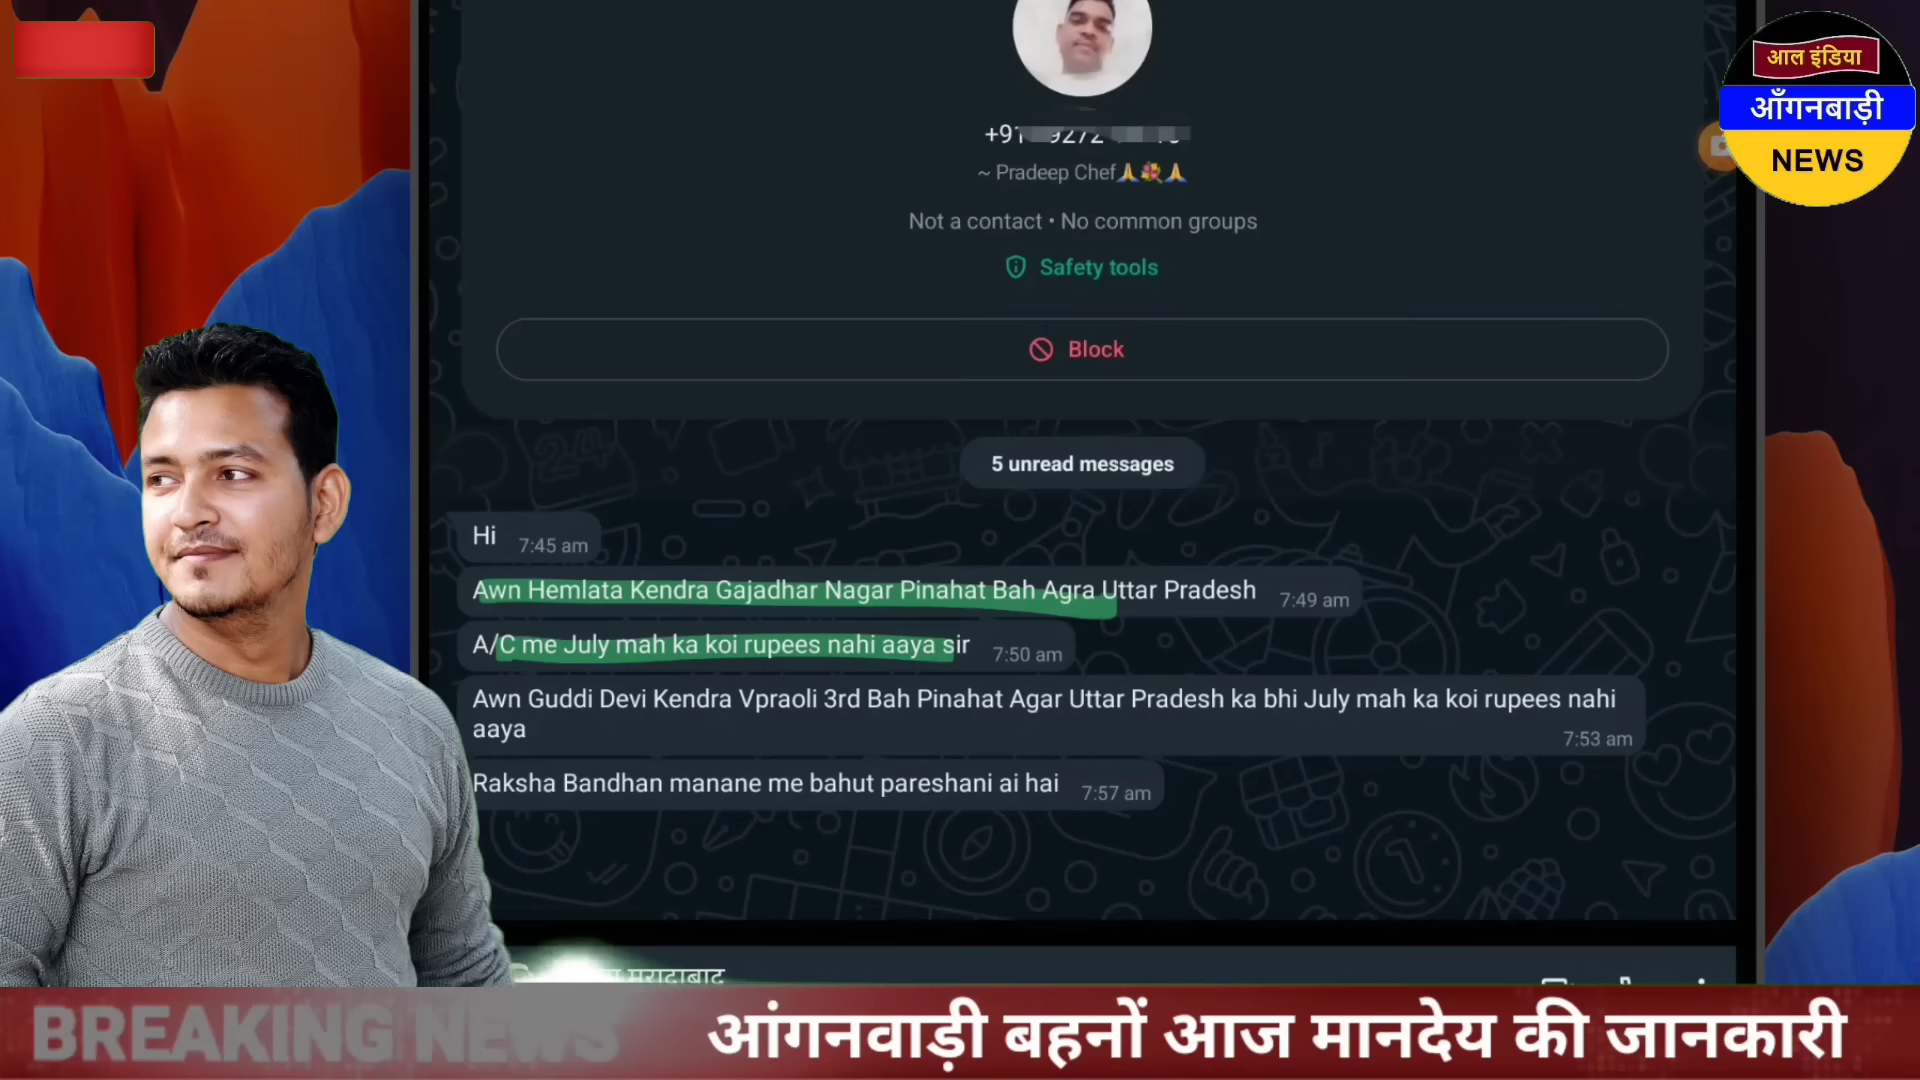 आल इंडिया
आँगनबाड़ी
NEWS
~ Pradeep Chef🙏💐🙏
Not a contact • No common groups
Safety tools
Block
5 unread messages
Hi 7:45 am
Awn Hemlata Kendra Gajadhar Nagar Pinahat Bah Agra Uttar Pradesh 7:49 am
A/C me July mah ka koi rupees nahi aaya sir 7:50 am
Awn Guddi Devi Kendra Vpraoli 3rd Bah Pinahat Agar Uttar Pradesh ka bhi July mah ka koi rupees nahi
aaya 7:53 am
Raksha Bandhan manane me bahut pareshani ai hai 7:57 am
मुरादाबाद
BREAKING NEWS
आंगनवाड़ी बहनों आज मानदेय की जानकारी